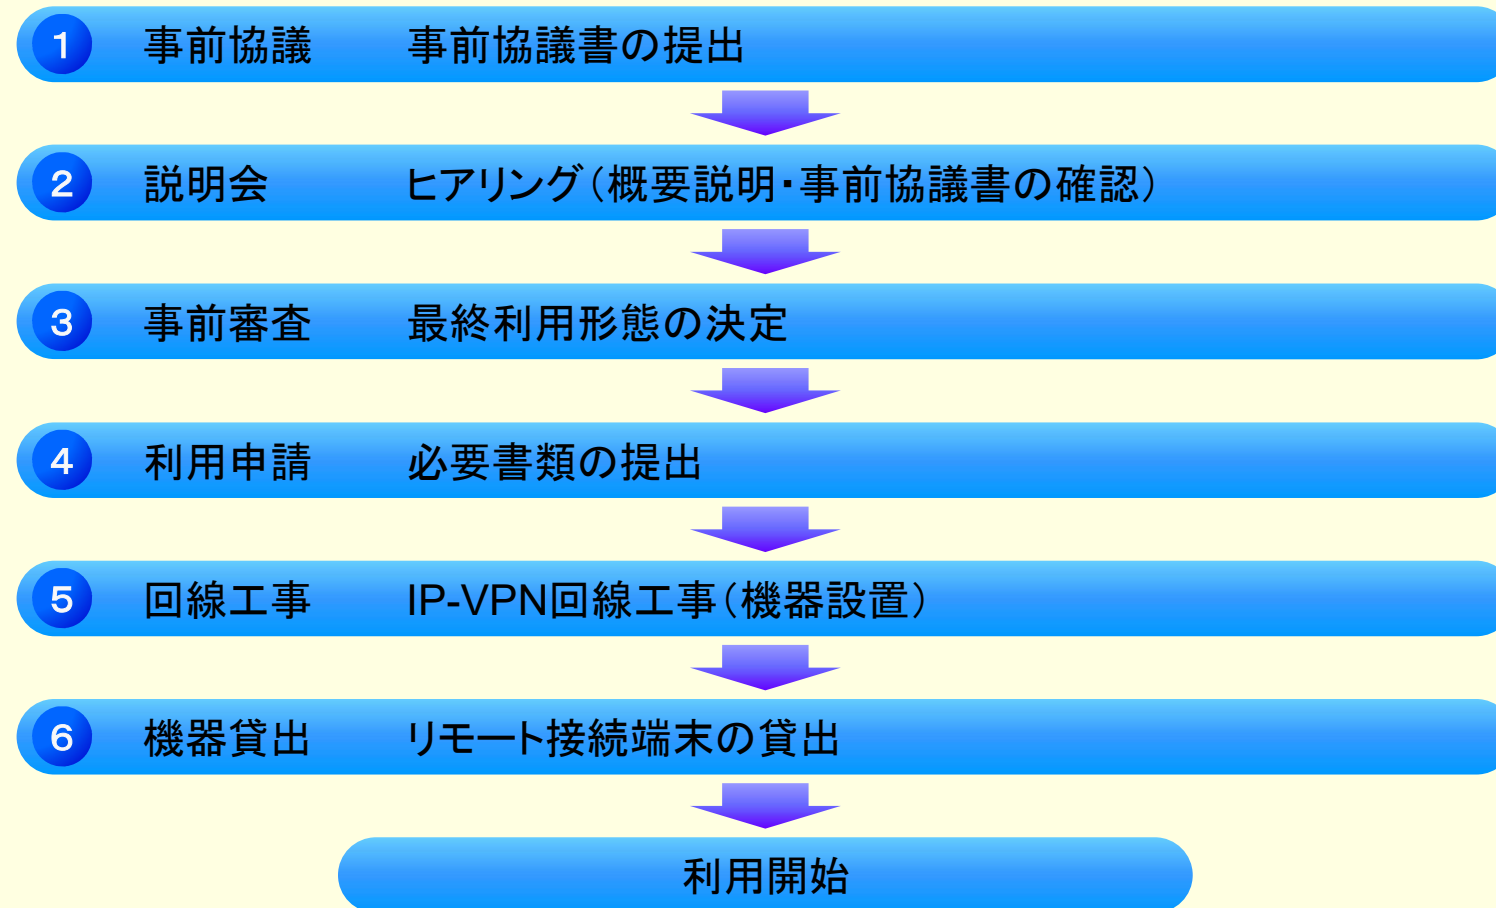 1 事前協議 事前協議書の提出
2 説明会 ヒアリング（概要説明・事前協議書の確認）
3 事前審査 最終利用形態の決定
4 利用申請 必要書類の提出
5 回線工事 IP-VPN回線工事（機器設置）
6 機器貸出 リモート接続端末の貸出
利用開始